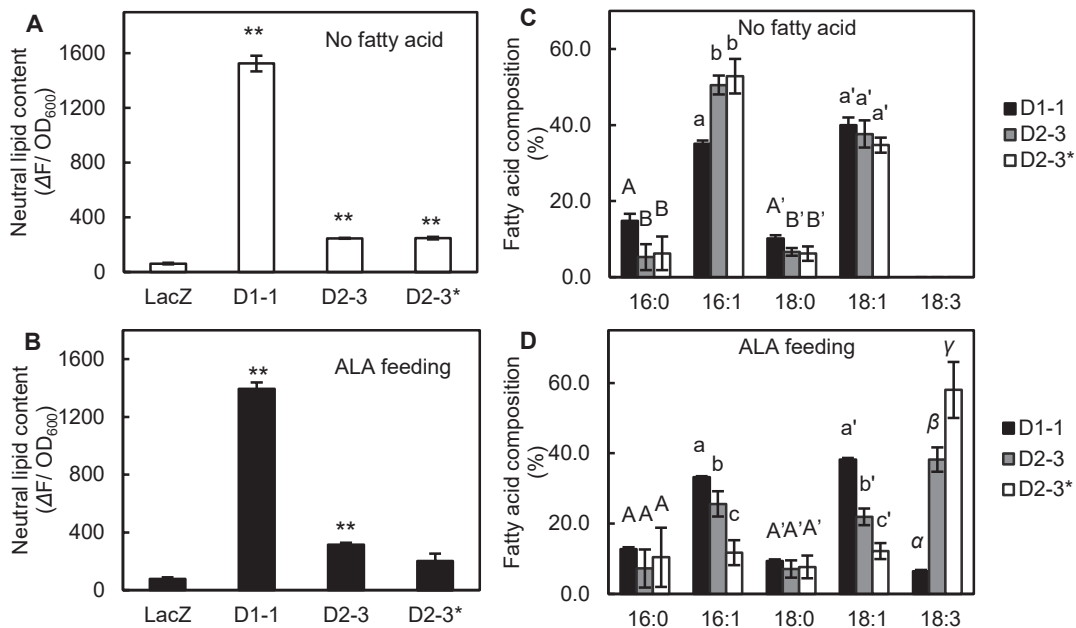 A
Neutral lipid content
(ΔF/ OD600)
1600
1200
800
400
0
No fatty acid
**
**
**
LacZ
D1-1
D2-3
D2-3*
B
Neutral lipid content
(ΔF/ OD600)
1600
1200
800
400
0
ALA feeding
**
**
LacZ
D1-1
D2-3
D2-3*
C
Fatty acid composition
(%)
60.0
40.0
20.0
0.0
No fatty acid
A
B
B
a
b
b
A’
B’
B’
a'
a'
a'
16:0
16:1
18:0
18:1
18:3
D1-1
D2-3
D2-3*
D
Fatty acid composition
(%)
60.0
40.0
20.0
0.0
ALA feeding
A
A
A
a
b
c
A’
A’
A’
a'
b'
c'
α
β
γ
16:0
16:1
18:0
18:1
18:3
D1-1
D2-3
D2-3*